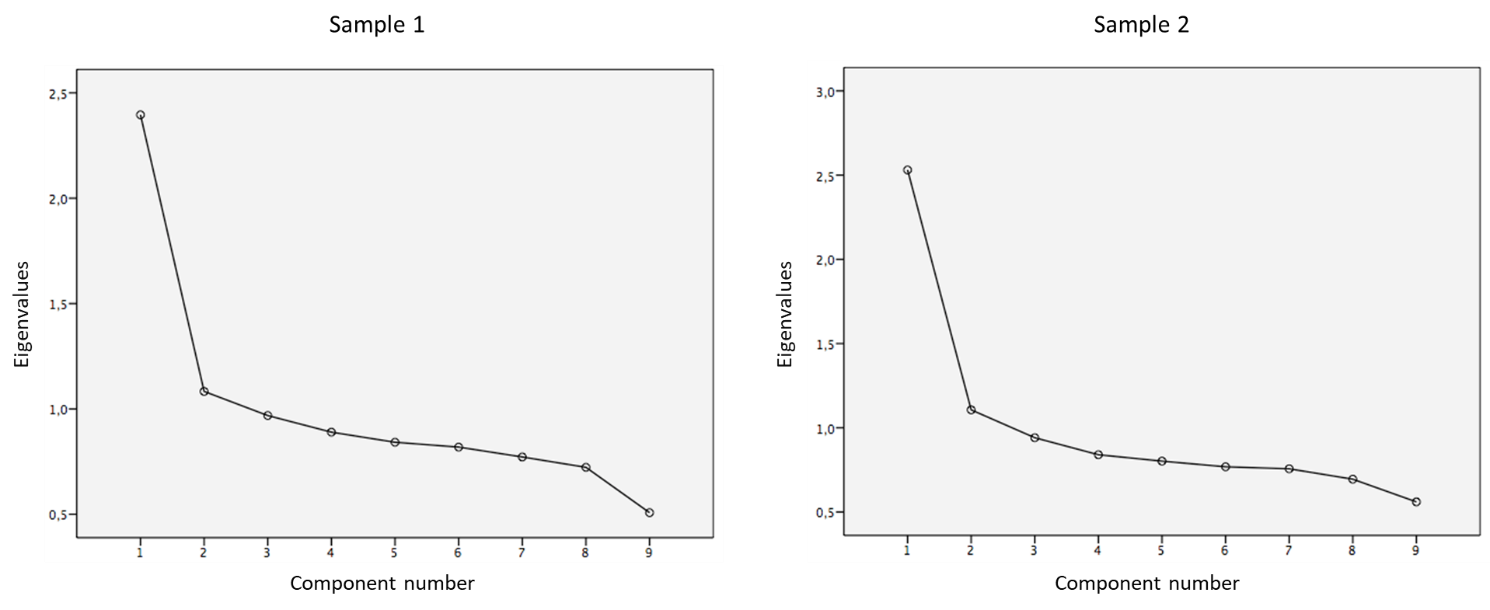 Sample 1
2,5
2,0
1,5
1,0
0,5
Eigenvalues
1 2 3 4 5 6 7 8 9
Component number
Sample 2
3,0
2,5
2,0
1,5
1,0
0,5
Eigenvalues
1 2 3 4 5 6 7 8 9
Component number